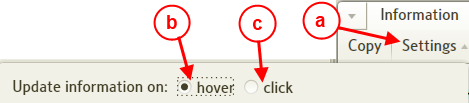 b
c
a
Information
Copy
Settings
Update information on:
hover
click